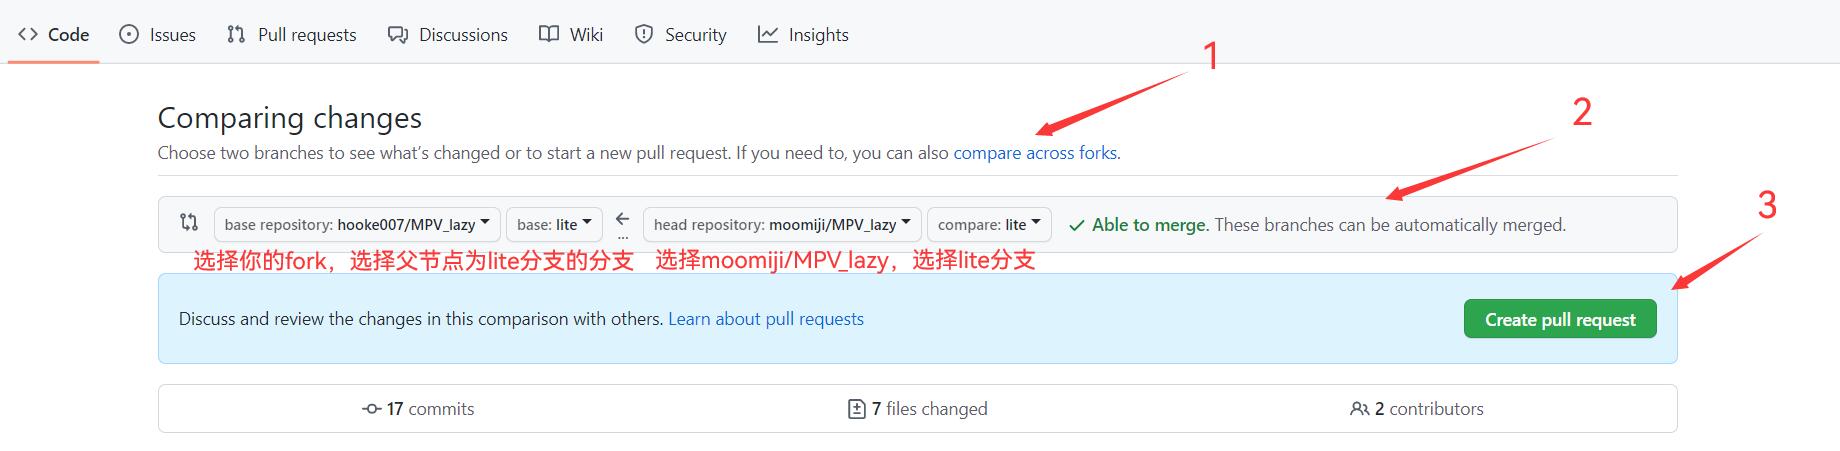 Code Issues Pull requests Discussions Wiki Security Insights
1
Comparing changes
2
Choose two branches to see what's changed or to start a new pull request. If you need to, you can also compare across forks.
3
base repository: hooke007/MPV_lazy base: lite ... head repository: moomiji/MPV_lazy compare: lite Able to merge. These branches can be automatically merged.
选择你的fork，选择父节点为lite分支的分支 选择moomiji/MPV_lazy，选择lite分支
Discuss and review the changes in this comparison with others. Learn about pull requests Create pull request
17 commits 7 files changed 2 contributors